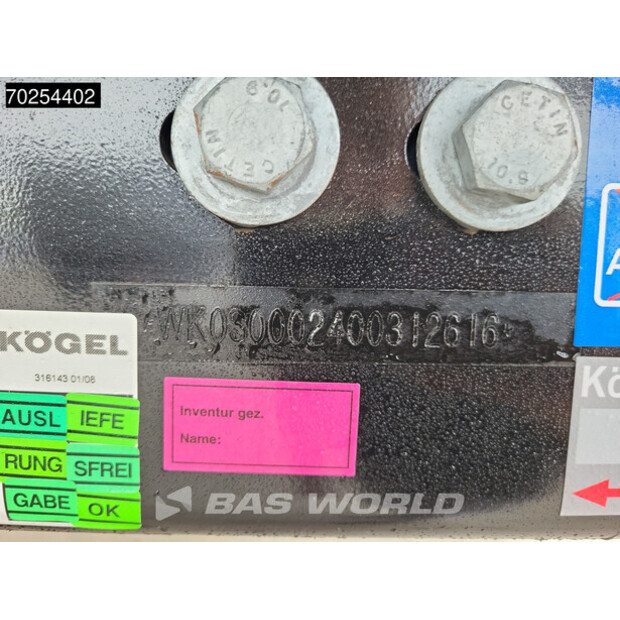 70254402
CETIN 10.9
CETIN 10.9
*WK0S0002400312616*
KÖGEL
316143 01/08
Inventur gez.
Name:
AUSL IEFE
RUNG SFREI
GABE OK
Kö
BAS WORLD